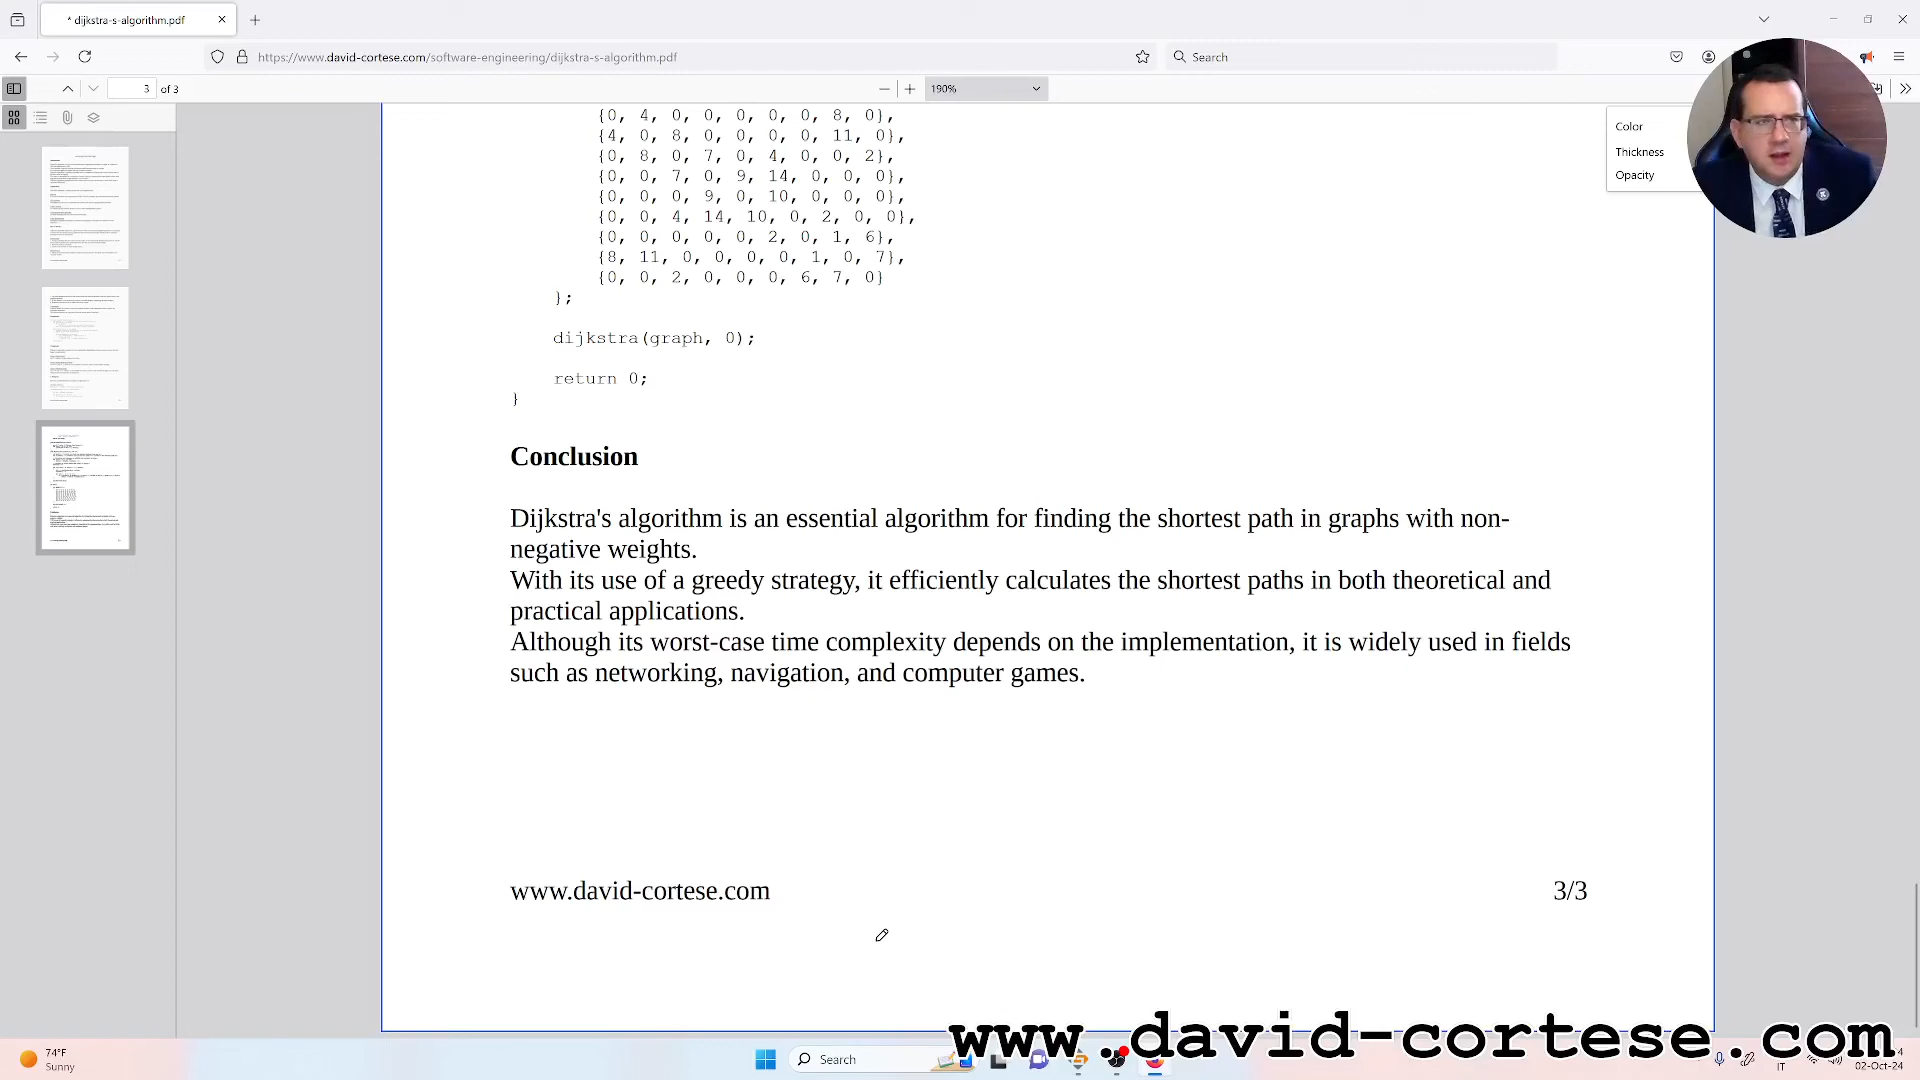 * dijkstra-s-algorithm.pdf
https://www.david-cortese.com/software-engineering/dijkstra-s-algorithm.pdf
Search
3 of 3
190%
Color
Thickness
Opacity
{0, 4, 0, 0, 0, 0, 0, 8, 0},
{4, 0, 8, 0, 0, 0, 0, 11, 0},
{0, 8, 0, 7, 0, 4, 0, 0, 2},
{0, 0, 7, 0, 9, 14, 0, 0, 0},
{0, 0, 0, 9, 0, 10, 0, 0, 0},
{0, 0, 4, 14, 10, 0, 2, 0, 0},
{0, 0, 0, 0, 0, 2, 0, 1, 6},
{8, 11, 0, 0, 0, 0, 1, 0, 7},
{0, 0, 2, 0, 0, 0, 6, 7, 0}
};
dijkstra(graph, 0);
return 0;
}
Conclusion
Dijkstra's algorithm is an essential algorithm for finding the shortest path in graphs with non-
negative weights.
With its use of a greedy strategy, it efficiently calculates the shortest paths in both theoretical and
practical applications.
Although its worst-case time complexity depends on the implementation, it is widely used in fields
such as networking, navigation, and computer games.
www.david-cortese.com
3/3
www.david-cortese.com
74°F
Sunny
Search
IT
02-Oct-24